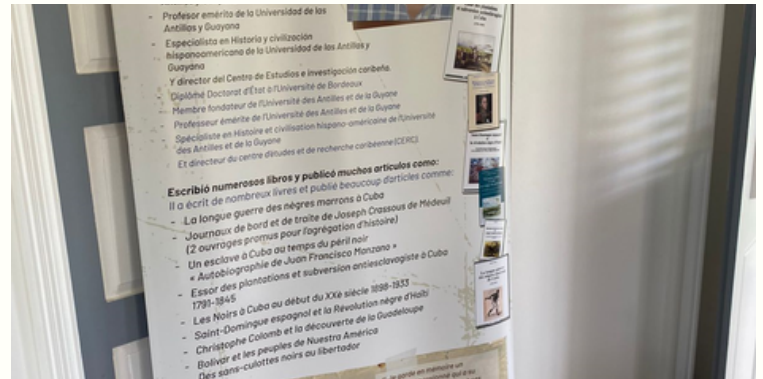 - Profesor emérito de la Universidad de las
Antillas y Guayana
- Especialista en Historia y civilización
hispanoamericana de la Universidad de las Antillas y
Guayana
Y director del Centro de Estudios e investigación caribeña.
- Diplômé Doctorat d'État à l'Université de Bordeaux
- Membre fondateur de l'Université des Antilles et de la Guyane
- Professeur émérite de l'Université des Antilles et de la Guyane
- Spécialiste en Histoire et civilisation hispano-américaine de l'Université
des Antilles et de la Guyane
Et directeur du centre d'études et de recherche caribéenne(CERC)
Escribió numerosos libros y publicó muchos artículos como:
Il a écrit de nombreux livres et publié beaucoup d'articles comme:
- La longue guerre des nègres marrons à Cuba
- Journaux de bord et de traite de Joseph Crassous de Médeuil
(2 ouvrages promus pour l'agrégation d'histoire)
- Un esclave à Cuba au temps du péril noir
« Autobiographie de Juan Francisco Manzano »
- Essor des plantations et subversion antiesclavagiste à Cuba
1791-1845
- Les Noirs à Cuba au début du XXè siècle 1898-1933
- Saint-Domingue espagnol et la Révolution nègre d'Haïti
- Christophe Colomb et la découverte de la Guadeloupe
- Bolivar et les peuples de Nuestra América
Des sans-culottes noirs au libertador
garde en mémoire un